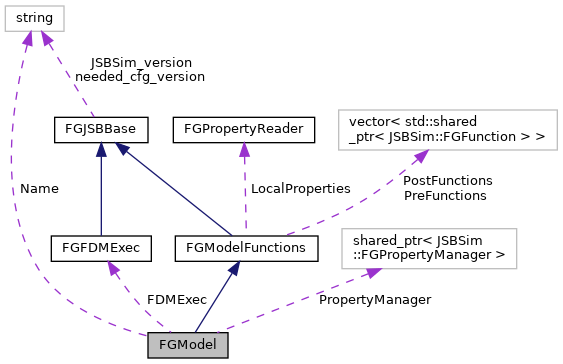 string
JSBSim_version
needed_cfg_version
FGJSBBase
FGPropertyReader
vector< std::shared
_ptr< JSBSim::FGFunction > >
Name
LocalProperties
PostFunctions
PreFunctions
FGFDMExec
FGModelFunctions
shared_ptr< JSBSim
::FGPropertyManager >
FDMExec
PropertyManager
FGModel